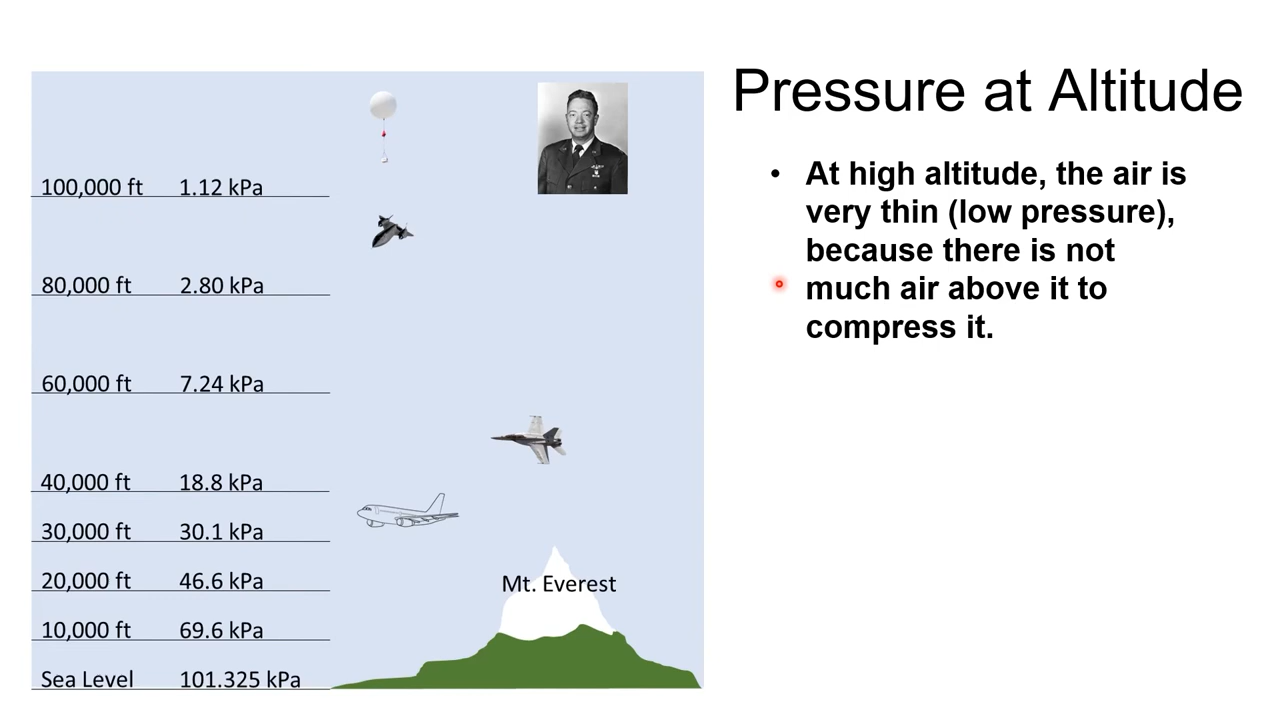 Pressure at Altitude
• At high altitude, the air is
very thin (low pressure),
because there is not
much air above it to
compress it.
100,000 ft 1.12 kPa
80,000 ft 2.80 kPa
60,000 ft 7.24 kPa
40,000 ft 18.8 kPa
30,000 ft 30.1 kPa
20,000 ft 46.6 kPa
Mt. Everest
10,000 ft 69.6 kPa
Sea Level 101.325 kPa